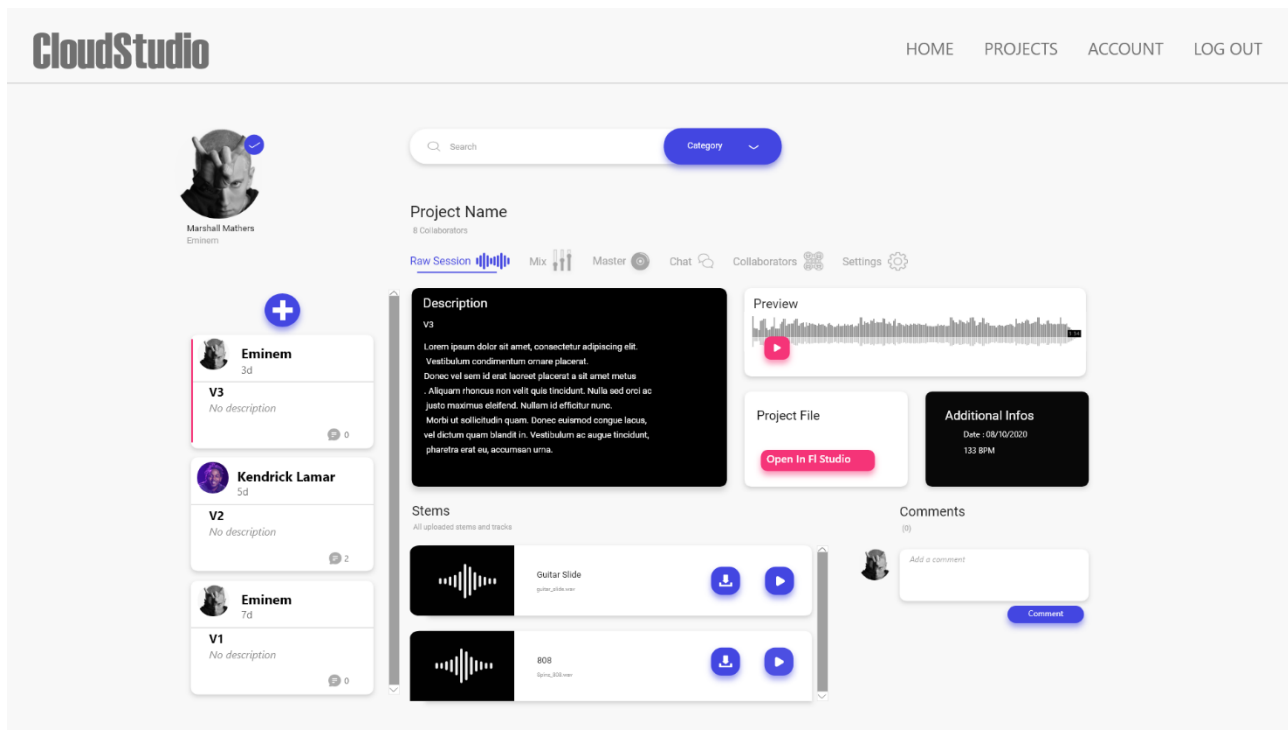 CloudStudio
HOME PROJECTS ACCOUNT LOG OUT
Search
Category
Marshall Mathers
Eminem
Project Name
8 Collaborators
Raw Session Mix Master Chat Collaborators Settings
Eminem
3d
V3
No description
0
Kendrick Lamar
5d
V2
No description
2
Eminem
7d
V1
No description
0
Description
V3
Lorem ipsum dolor sit amet, consectetur adipiscing elit.
Vestibulum condimentum ornare placerat.
Donec vel sem id erat laoreet placerat a sit amet metus
. Aliquam rhoncus non velit quis tincidunt. Nulla sed orci ac
justo maximus eleifend. Nullam id efficitur nunc.
Morbi ut sollicitudin quam. Donec euismod congue lacus,
vel dictum quam blandit in. Vestibulum ac augue tincidunt,
pharetra erat eu, accumsan urna.
Preview
Project File
Open In Fl Studio
Additional Infos
Date : 08/10/2020
133 BPM
Stems
All uploaded stems and tracks
Guitar Slide
guitar_slide.wav
808
Comments
(0)
Add a comment
Comment